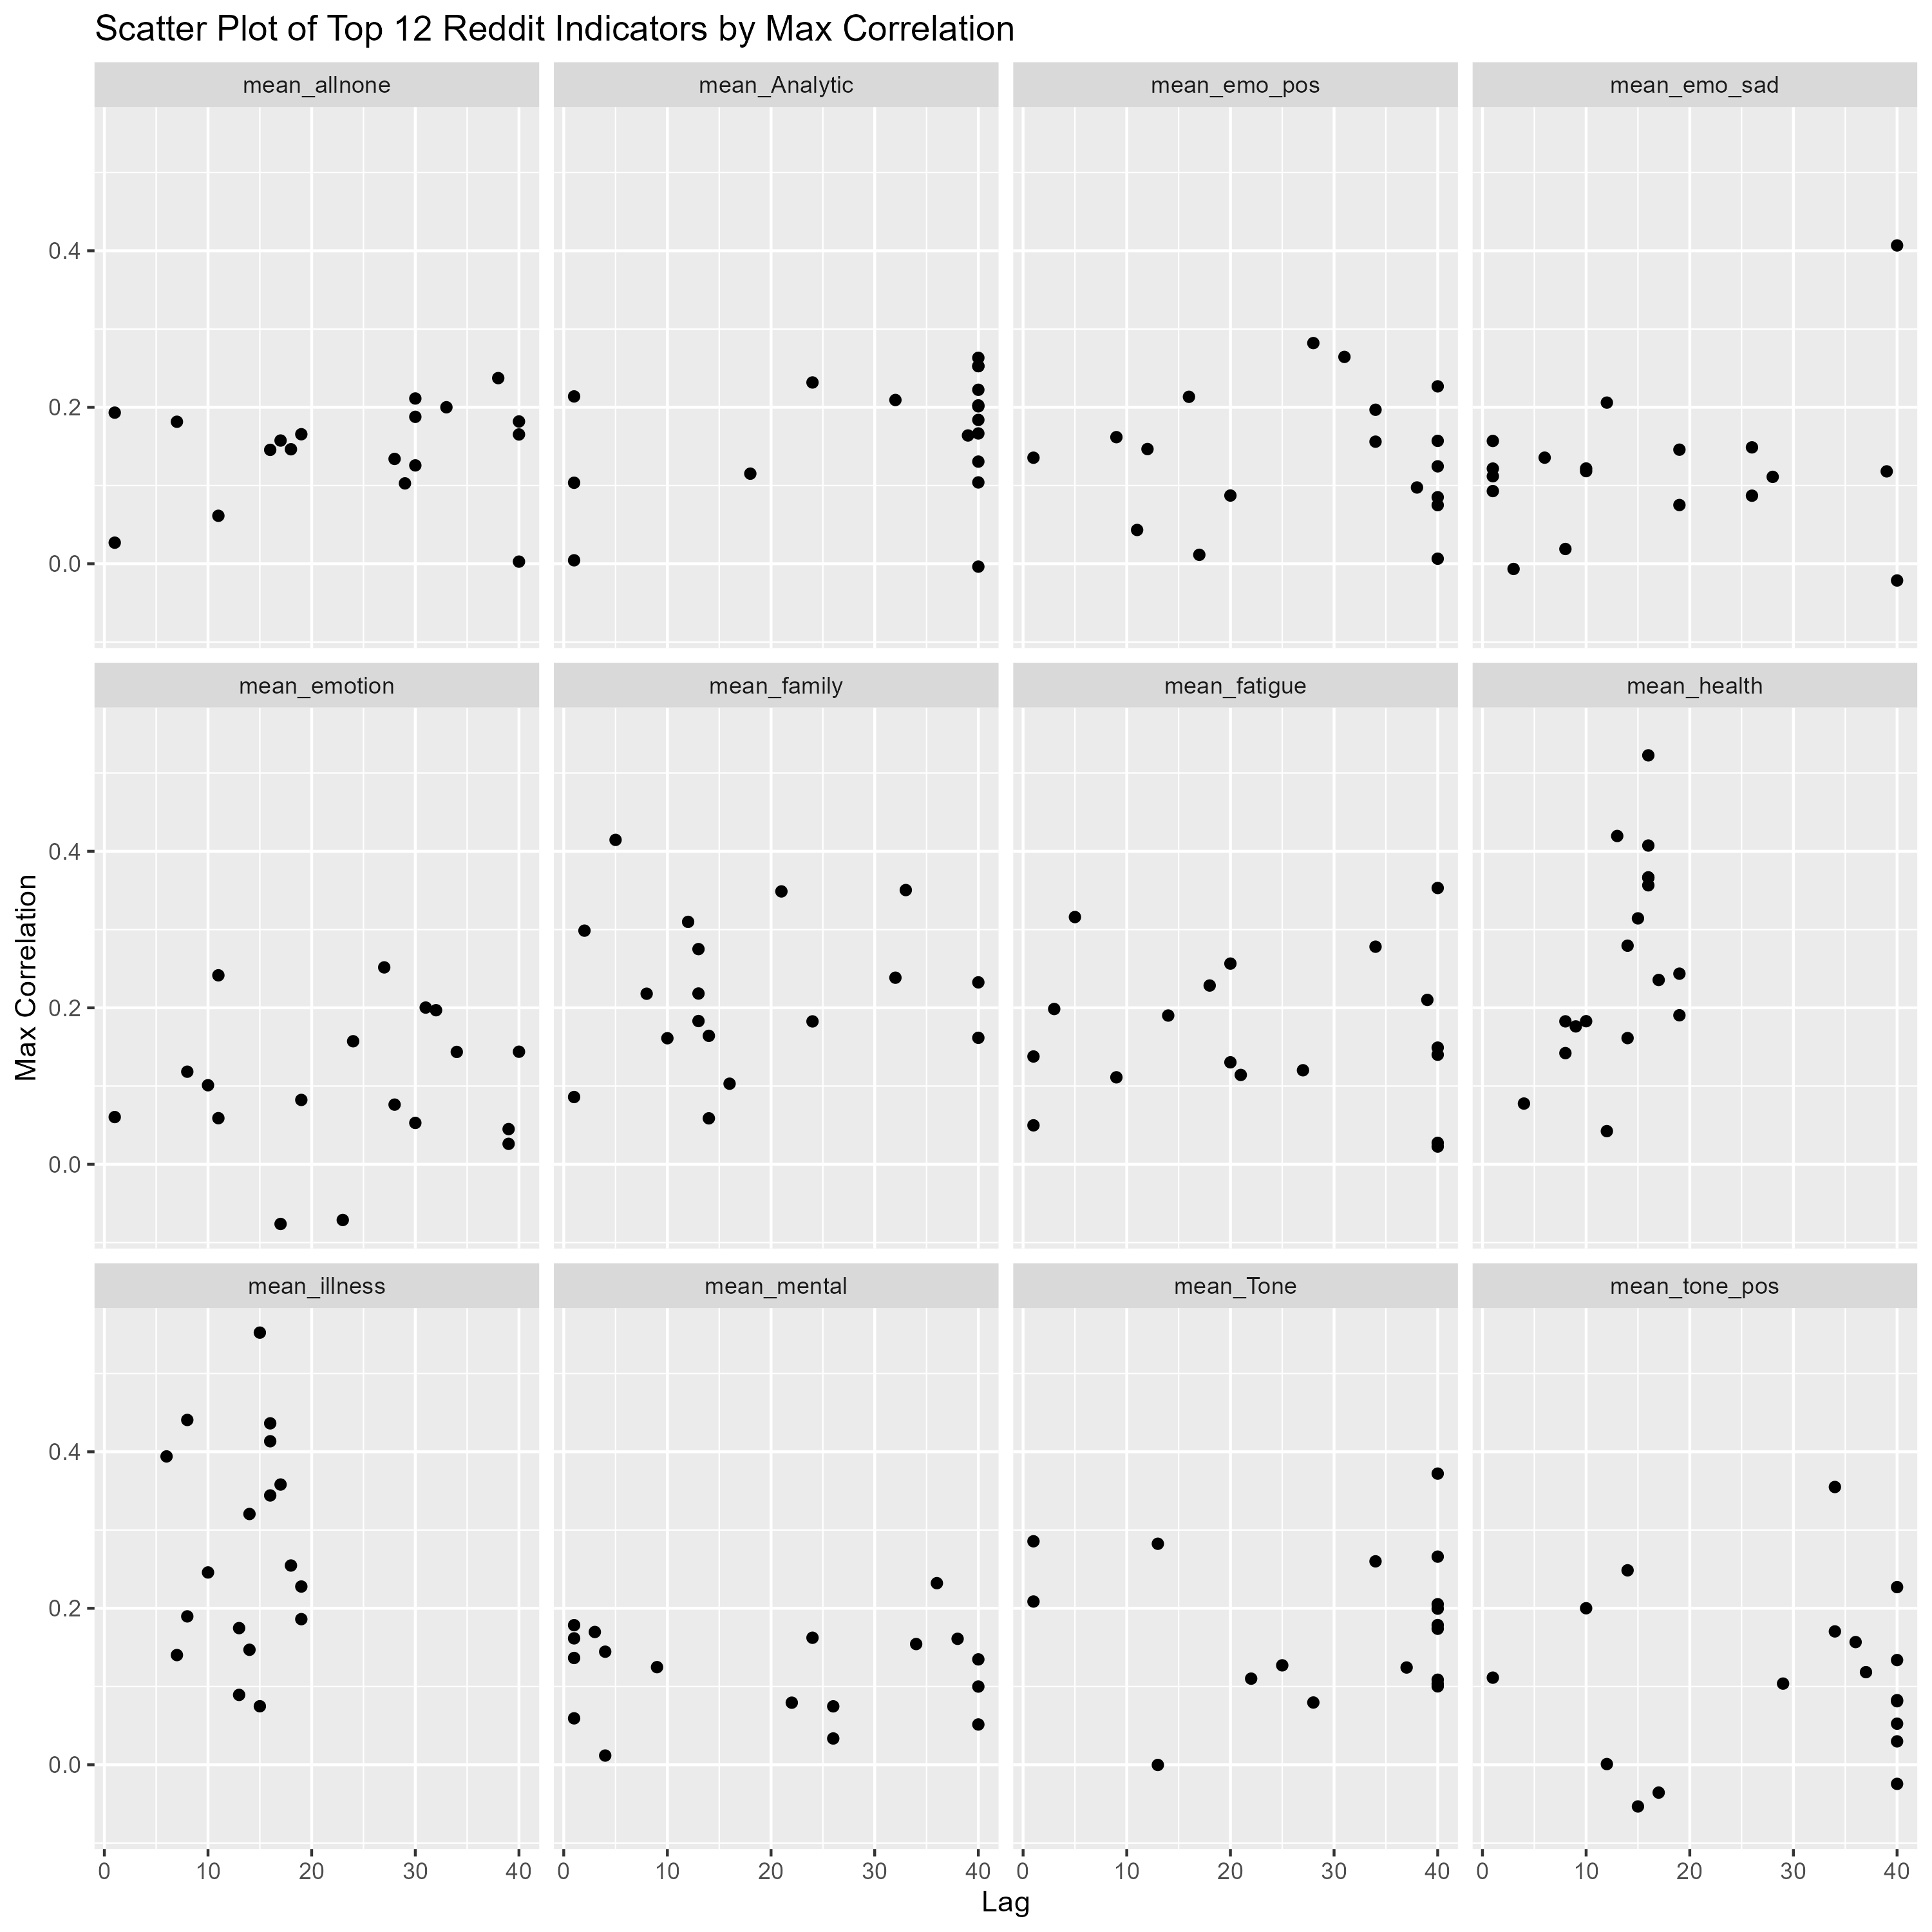 Scatter Plot of Top 12 Reddit Indicators by Max Correlation
mean_allnone mean_Analytic mean_emo_pos mean_emo_sad
0.4
0.2
0.0
mean_emotion mean_family mean_fatigue mean_health
0.4
0.2
0.0
Max Correlation
mean_illness mean_mental mean_Tone mean_tone_pos
0.4
0.2
0.0
0 10 20 30 40 0 10 20 30 40 0 10 20 30 40 0 10 20 30 40
Lag